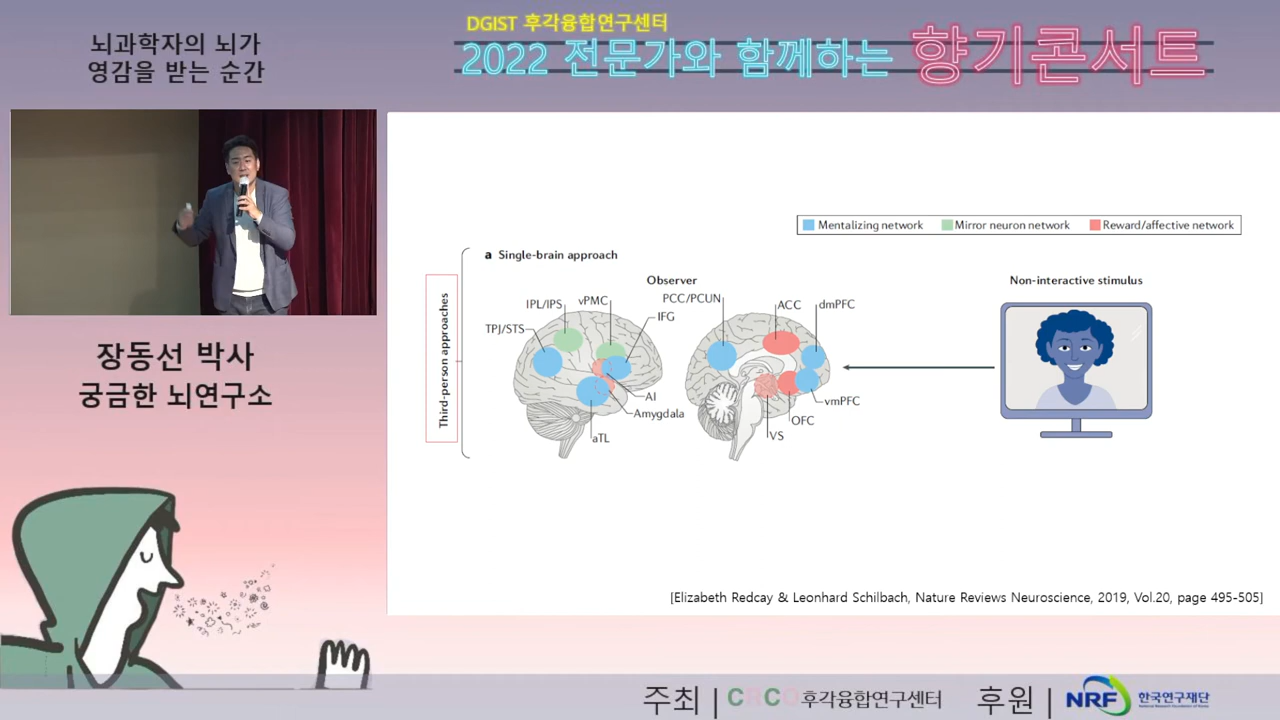 뇌과학자의 뇌가
영감을 받는 순간
DGIST 후각융합연구센터
2022 전문가와 함께하는 향기콘서트
장동선 박사
궁금한 뇌연구소
Mentalizing network
Mirror neuron network
Reward/affective network
a Single-brain approach
Third-person approaches
Observer
IPL/IPS
vPMC
IFG
TPJ/STS
AI
Amygdala
aTL
PCC/PCUN
ACC
dmPFC
vmPFC
OFC
VS
Non-interactive stimulus
[Elizabeth Redcay & Leonhard Schilbach, Nature Reviews Neuroscience, 2019, Vol.20, page 495-505]
주최 | CRCO 후각융합연구센터 후원 | NRF 한국연구재단
National Research Foundation of Korea